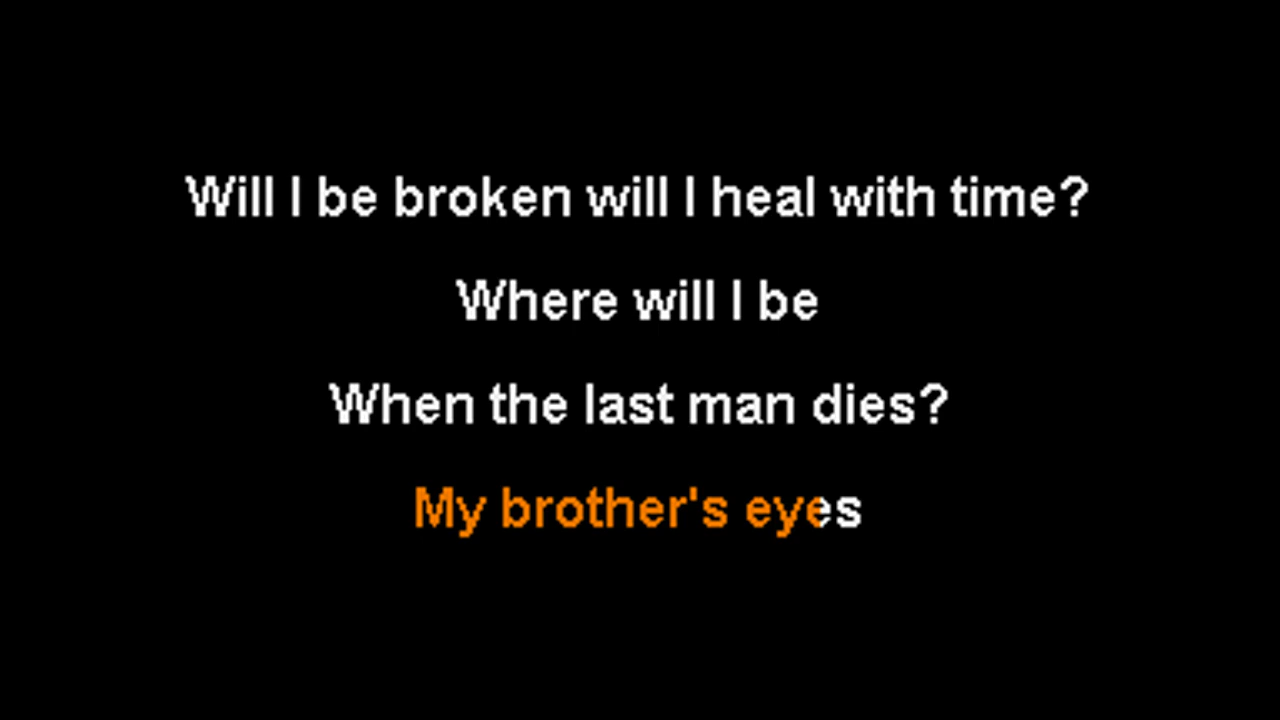 Will I be broken will I heal with time?
Where will I be
When the last man dies?
My brother's eyes